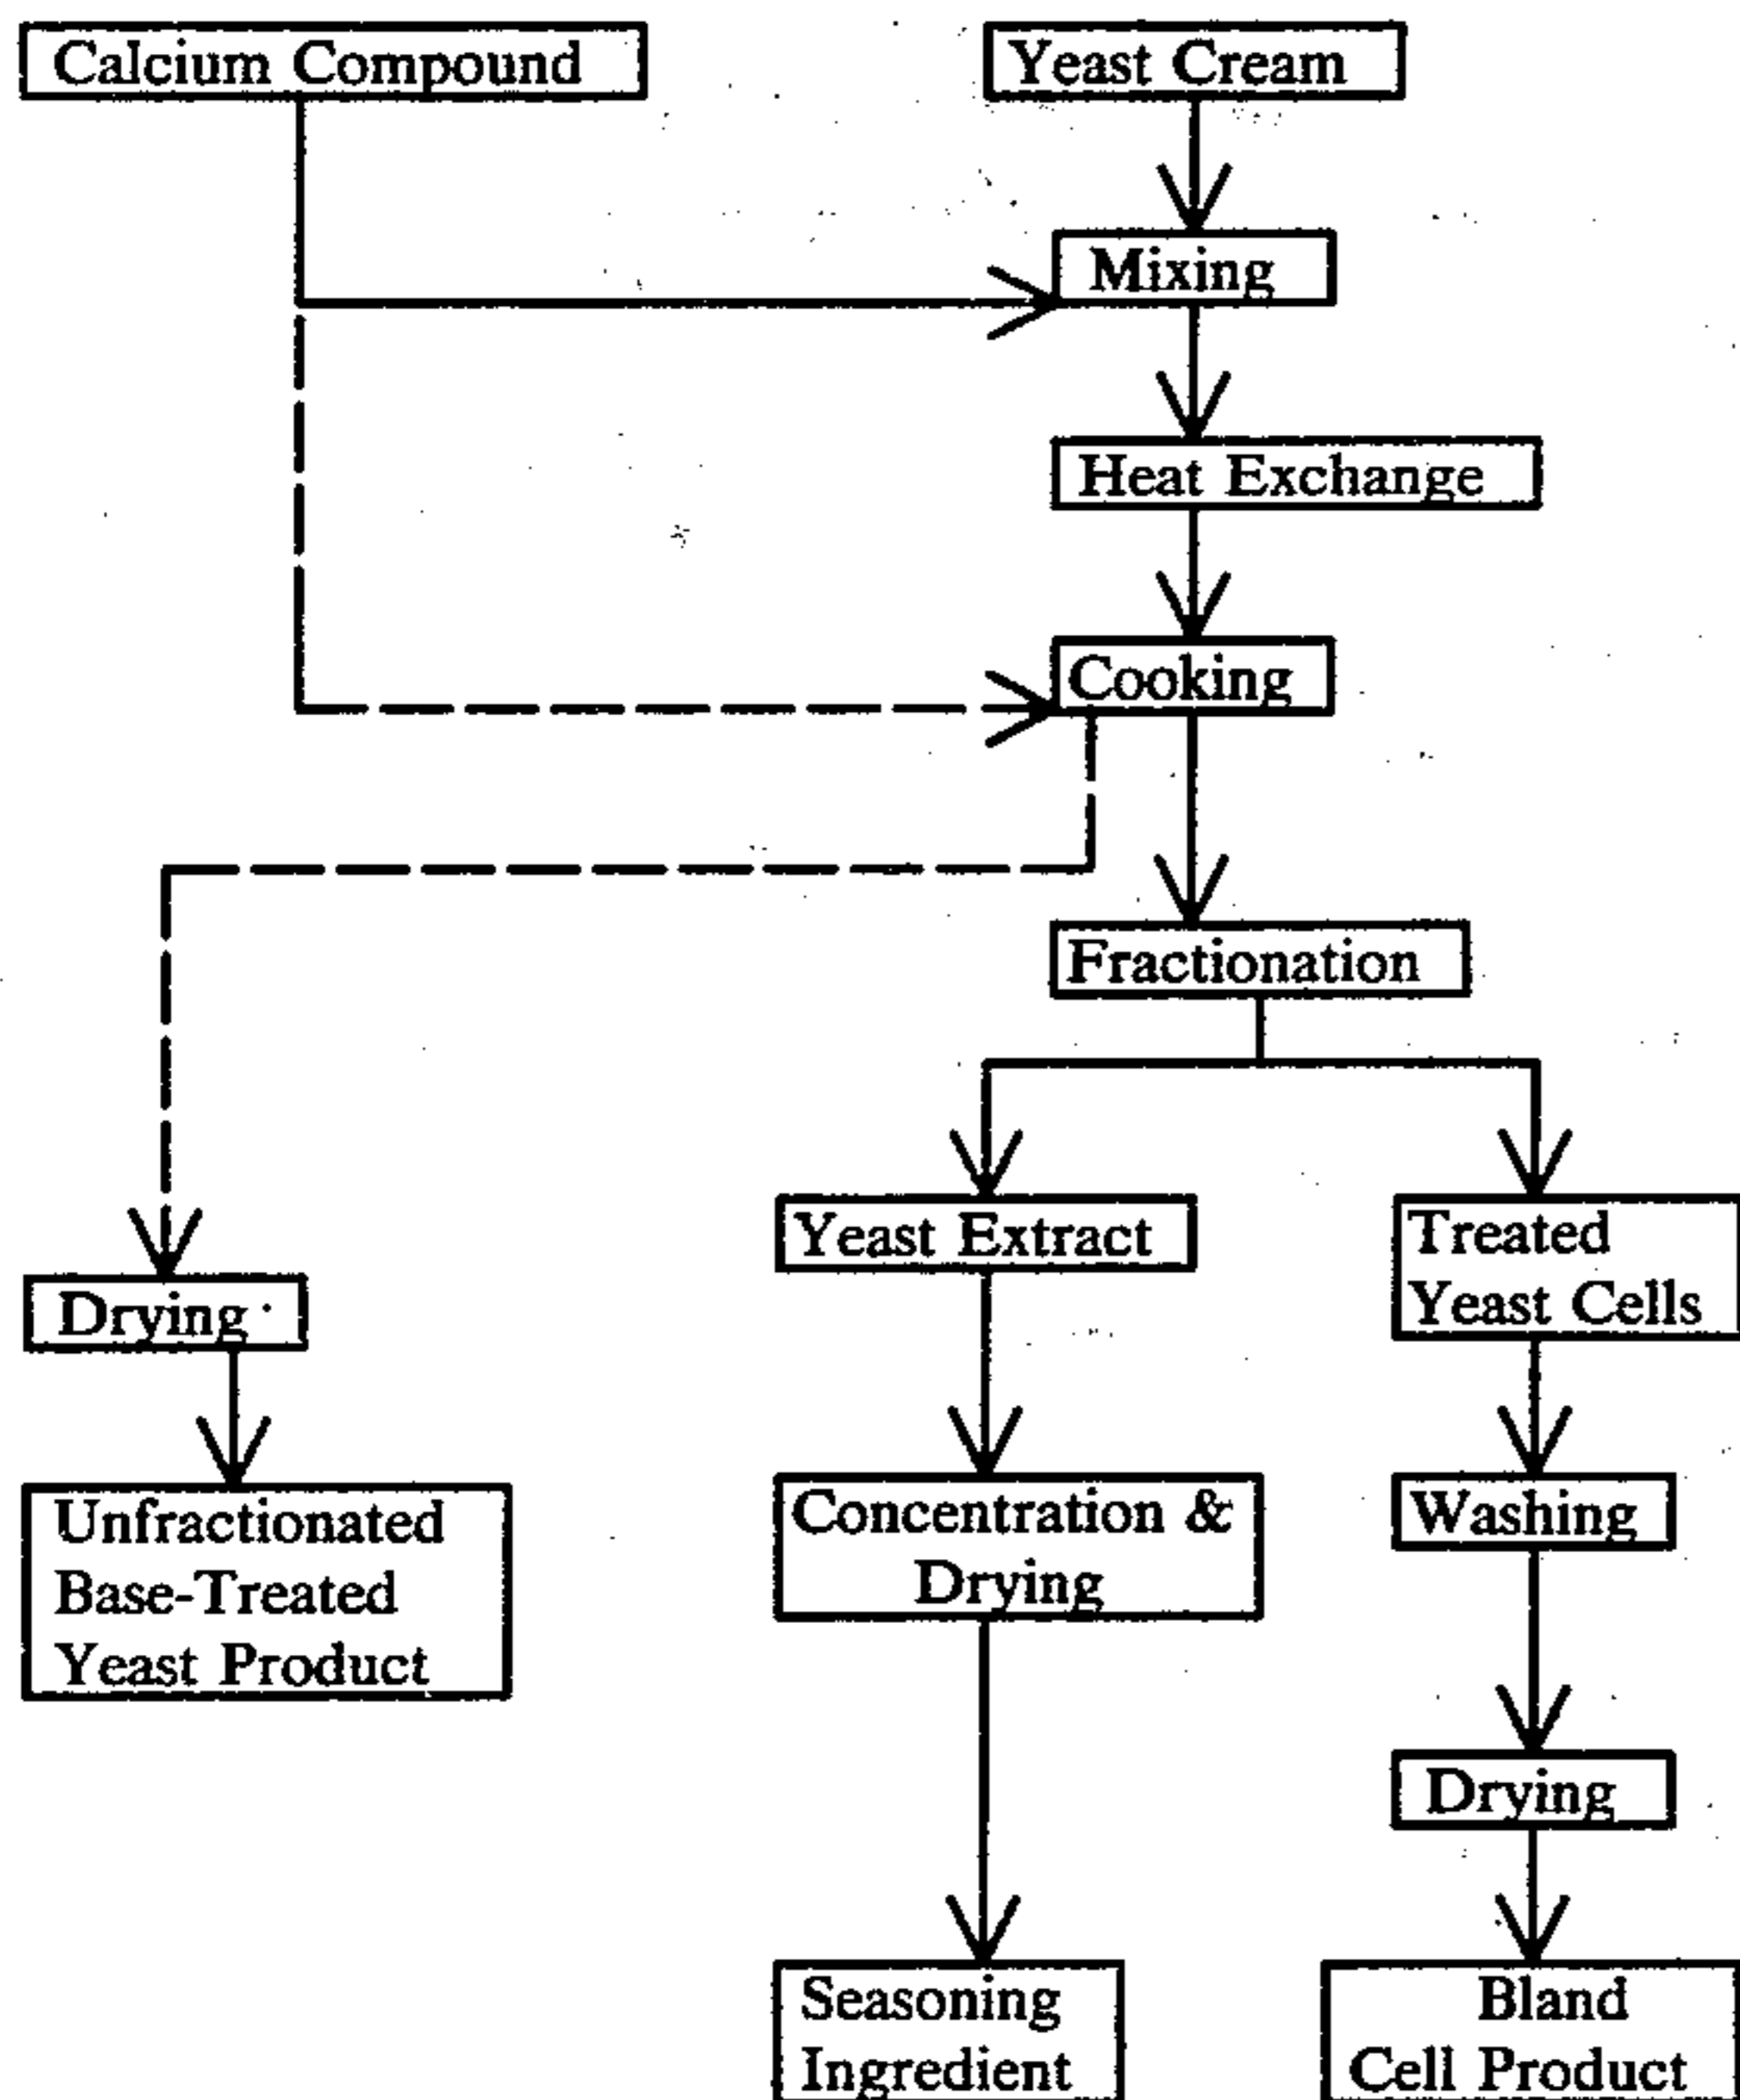 Calcium Compound
Yeast Cream
Mixing
Heat Exchange
Cooking
Fractionation
Yeast Extract
Treated
Yeast Cells
Drying
Unfractionated
Base-Treated
Yeast Product
Concentration &
Drying
Washing
Drying
Seasoning
Ingredient
Bland
Cell Product